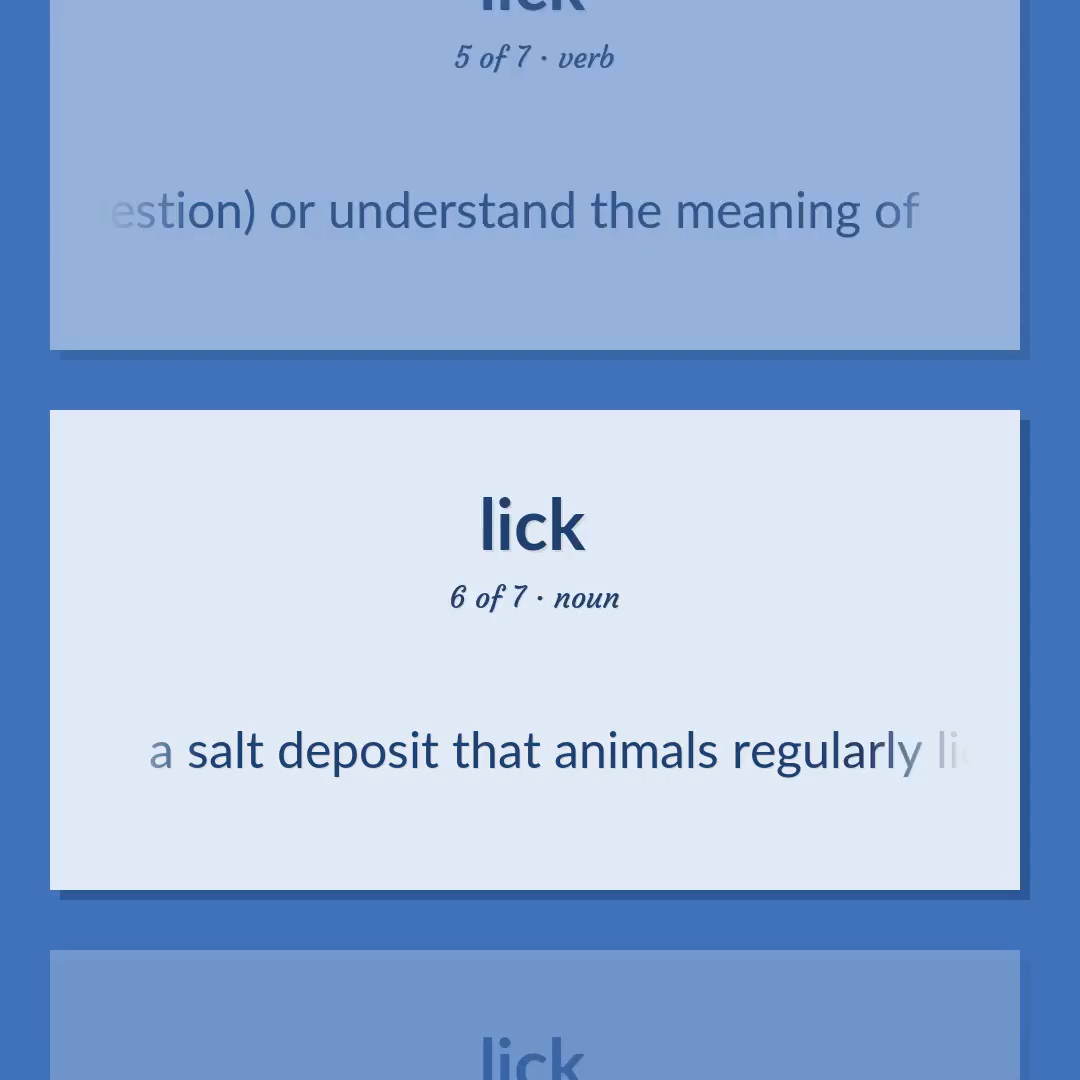 lick
5 of 7 · verb
estion) or understand the meaning of
lick
6 of 7 · noun
a salt deposit that animals regularly
lick